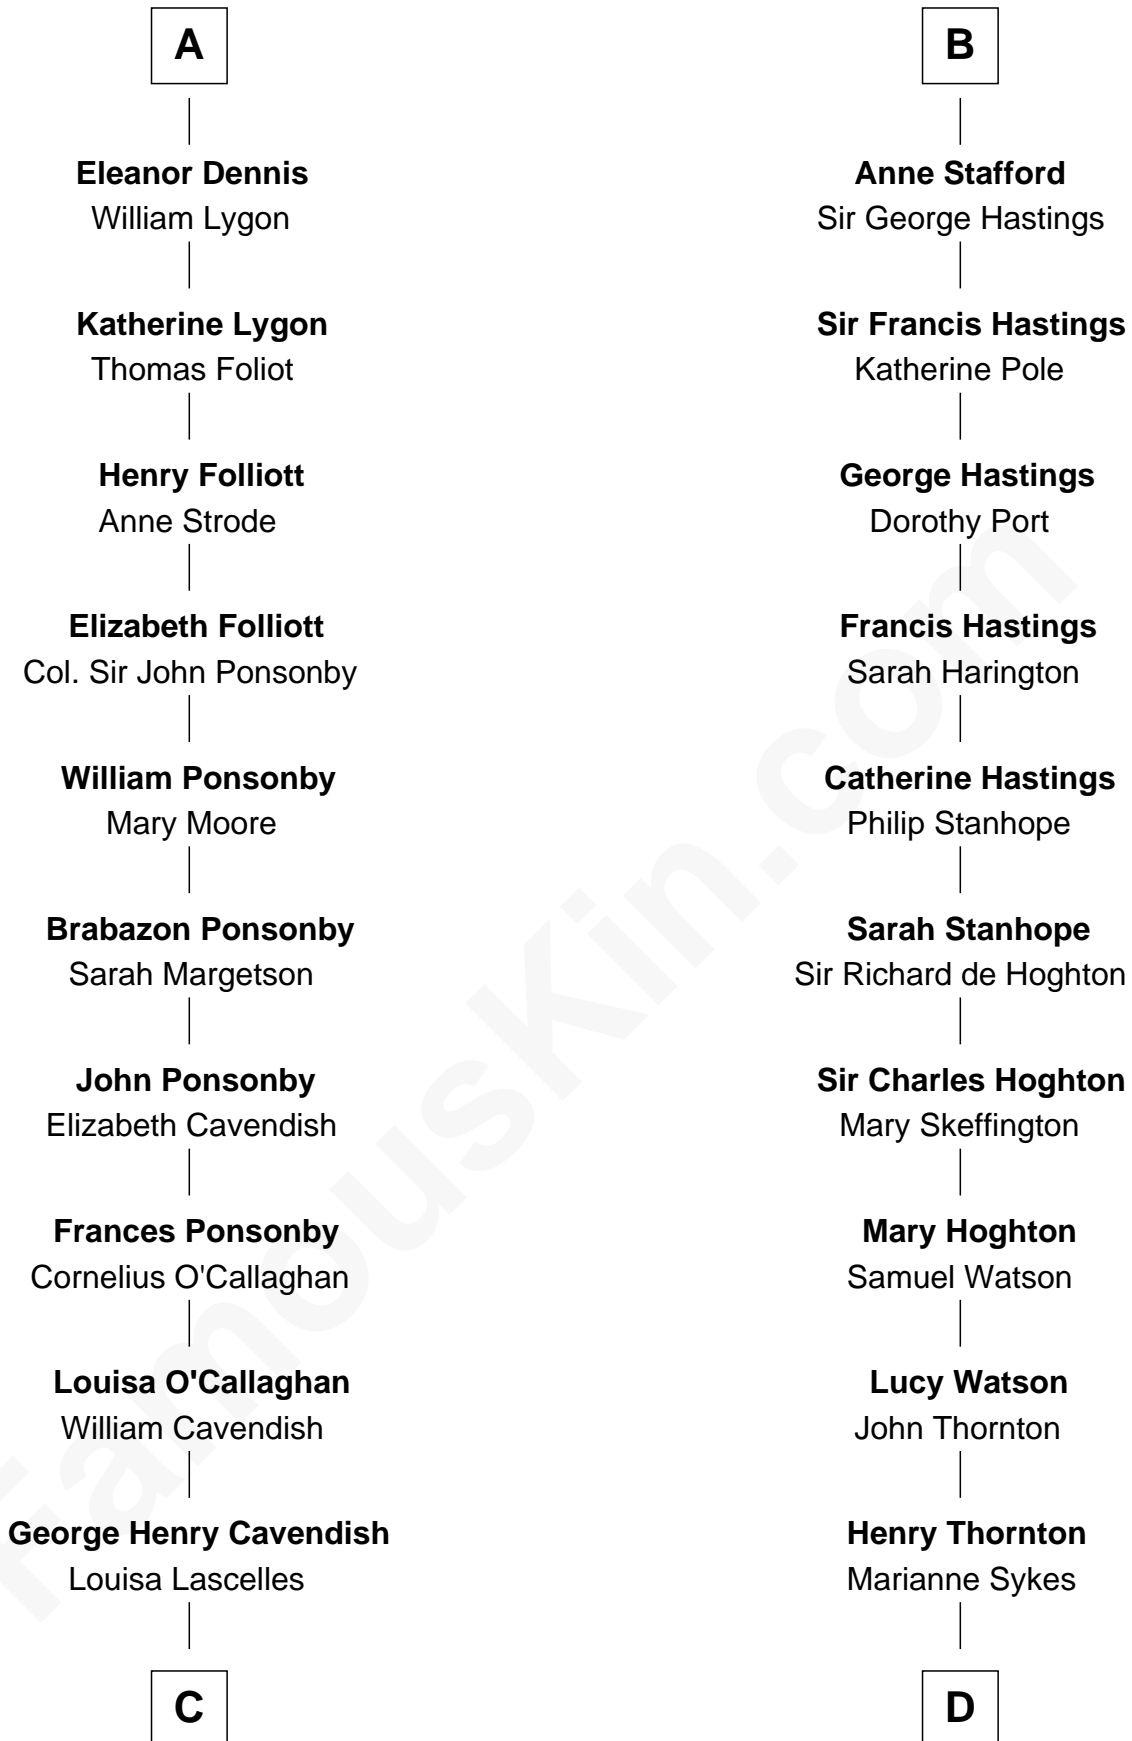 A
Eleanor Dennis
William Lygon
Katherine Lygon
Thomas Foliot
Henry Folliott
Anne Strode
Elizabeth Folliott
Col. Sir John Ponsonby
William Ponsonby
Mary Moore
Brabazon Ponsonby
Sarah Margetson
John Ponsonby
Elizabeth Cavendish
Frances Ponsonby
Cornelius O'Callaghan
Louisa O'Callaghan
William Cavendish
George Henry Cavendish
Louisa Lascelles
C
B
Anne Stafford
Sir George Hastings
Sir Francis Hastings
Katherine Pole
George Hastings
Dorothy Port
Francis Hastings
Sarah Harington
Catherine Hastings
Philip Stanhope
Sarah Stanhope
Sir Richard de Hoghton
Sir Charles Hoghton
Mary Skeffington
Mary Hoghton
Samuel Watson
Lucy Watson
John Thornton
Henry Thornton
Marianne Sykes
D
FamousKin.com